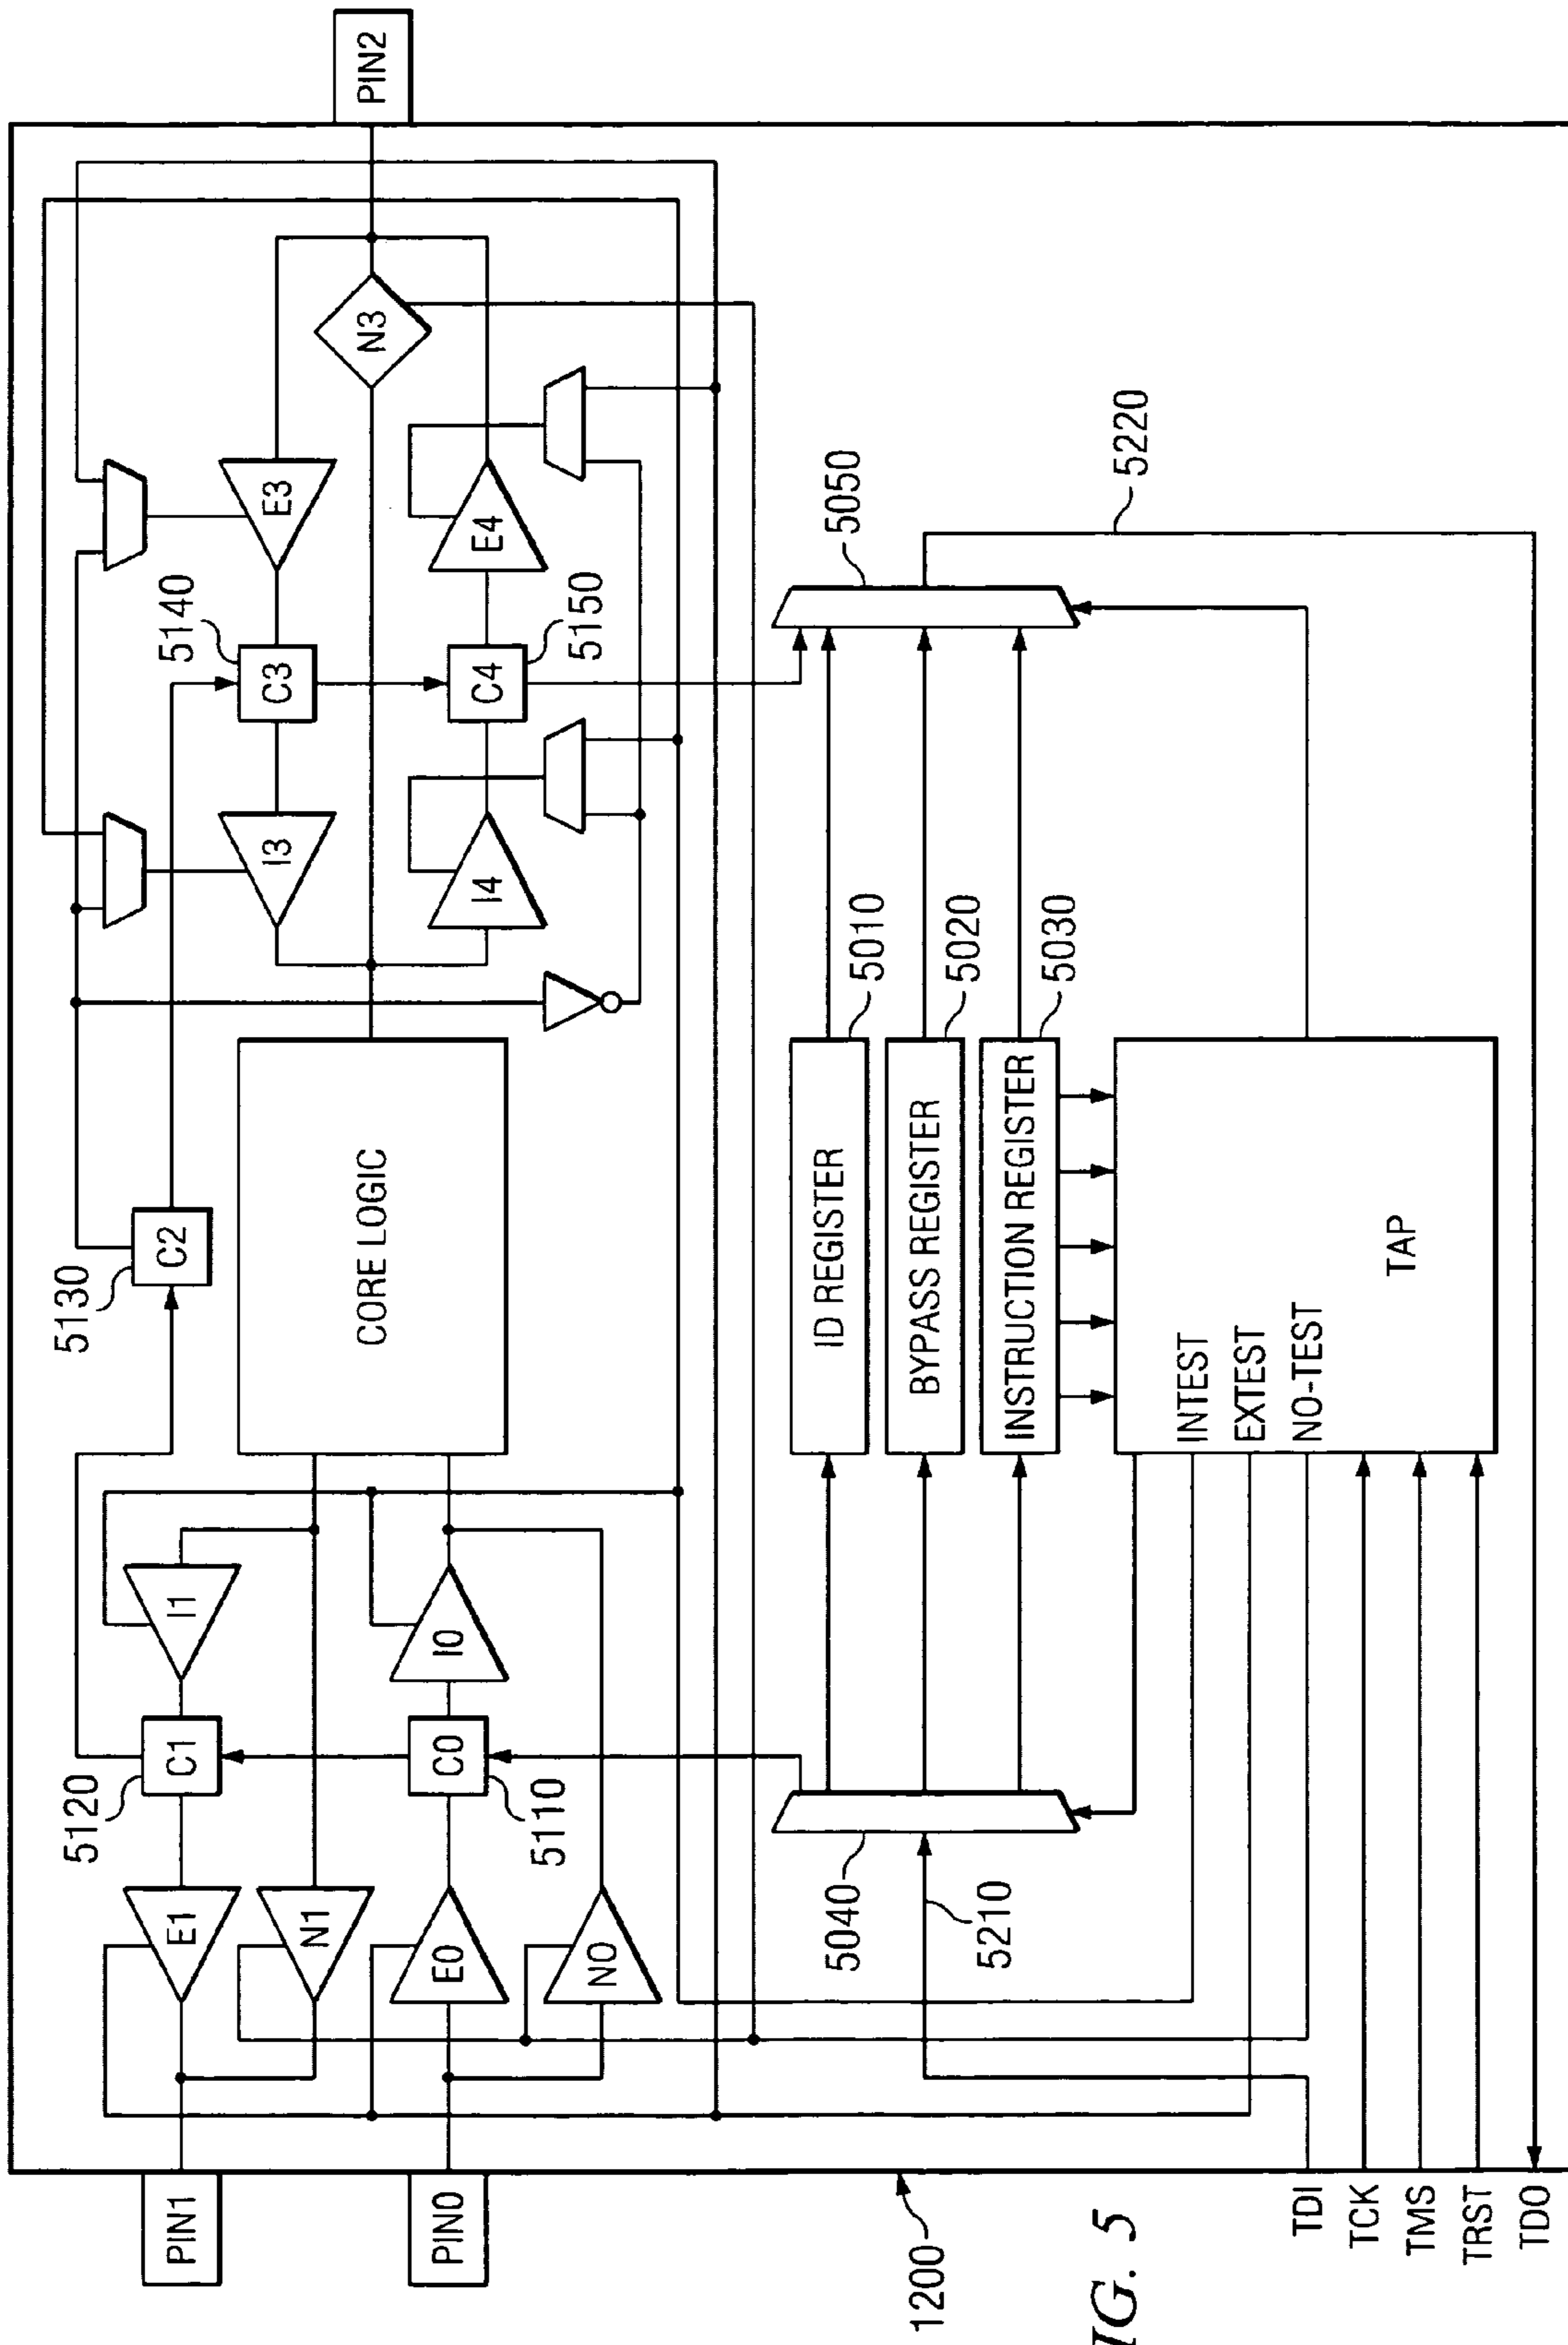 PIN1
PIN0
1200
5120
E1
N1
E0
N0
C1
C0
5110
I1
I0
5130
C2
CORE LOGIC
I3
I4
5140
C3
C4
5150
E3
E4
N3
PIN2
5040
5210
ID REGISTER
5010
BYPASS REGISTER
5020
INSTRUCTION REGISTER
5030
5050
5220
INTEST
EXTEST
NO-TEST
TAP
TDI
TCK
TMS
TRST
TDO
IG. 5